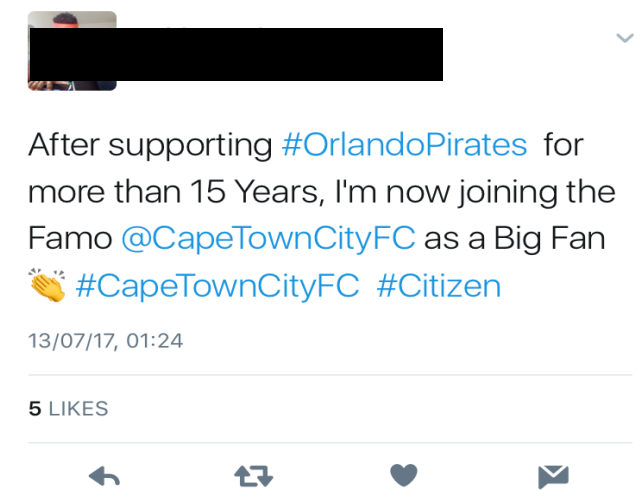 After supporting #OrlandoPirates for
more than 15 Years, I'm now joining the
Famo @CapeTownCityFC as a Big Fan
👏 #CapeTownCityFC #Citizen
13/07/17, 01:24
5 LIKES